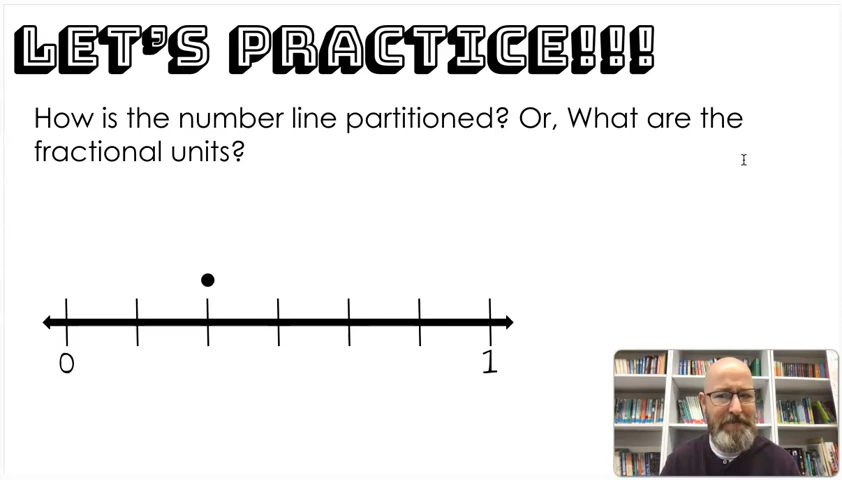 LET'S PRACTICE!!!
How is the number line partitioned? Or, What are the
fractional units?
0 1